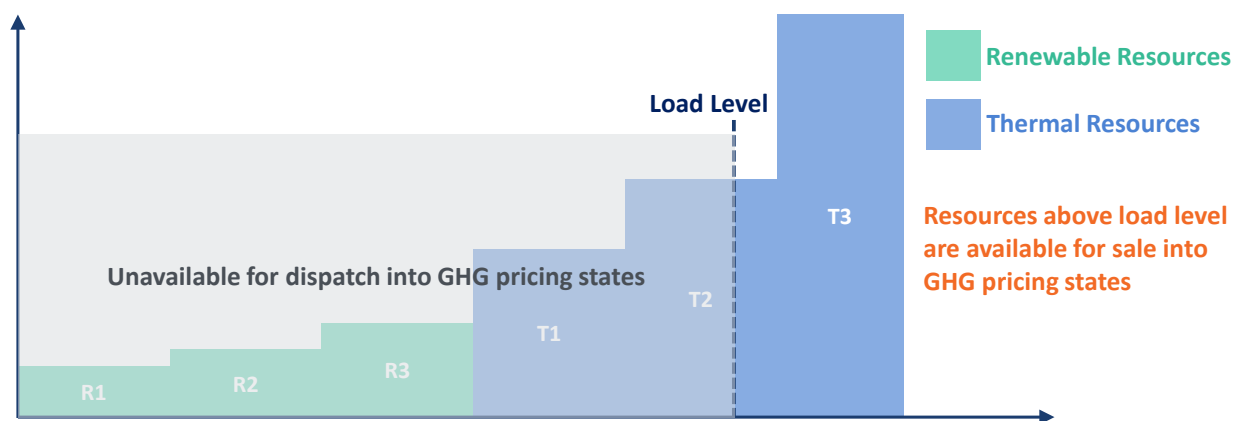 Load Level
Renewable Resources
Thermal Resources
Resources above load level
are available for sale into
GHG pricing states
Unavailable for dispatch into GHG pricing states
R1
R2
R3
T1
T2
T3